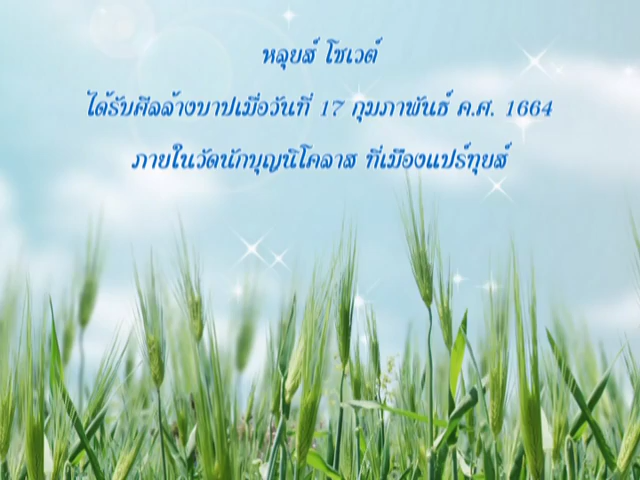 หลุยส์ โชเวต์
ได้รับศีลล้างบาปเมื่อวันที่ 17 กุมภาพันธ์ ค.ศ. 1664
ภายในวัดนักบุญนิโคลาส ที่เมืองแปร์ทุยส์